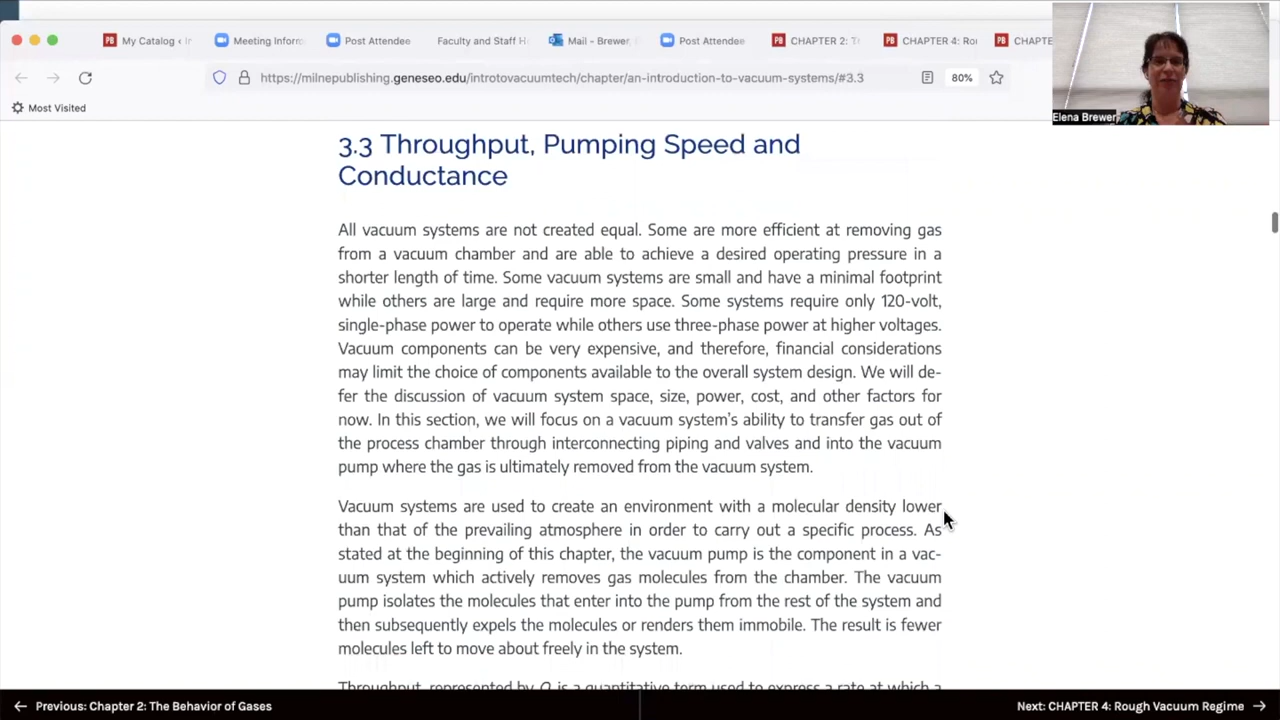 My Catalog ‹ I
Meeting Inform
Post Attendee
Faculty and Staff H
Mail – Brewer,
Post Attendee
CHAPTER 2: T
CHAPTER 4: Rou
CHAPTE
https://milnepublishing.geneseo.edu/introtovacuumtech/chapter/an-introduction-to-vacuum-systems/#3.3
80%
Elena Brewer
Most Visited
3.3 Throughput, Pumping Speed and
Conductance
All vacuum systems are not created equal. Some are more efficient at removing gas
from a vacuum chamber and are able to achieve a desired operating pressure in a
shorter length of time. Some vacuum systems are small and have a minimal footprint
while others are large and require more space. Some systems require only 120-volt,
single-phase power to operate while others use three-phase power at higher voltages.
Vacuum components can be very expensive, and therefore, financial considerations
may limit the choice of components available to the overall system design. We will de-
fer the discussion of vacuum system space, size, power, cost, and other factors for
now. In this section, we will focus on a vacuum system's ability to transfer gas out of
the process chamber through interconnecting piping and valves and into the vacuum
pump where the gas is ultimately removed from the vacuum system.
Vacuum systems are used to create an environment with a molecular density lower
than that of the prevailing atmosphere in order to carry out a specific process. As
stated at the beginning of this chapter, the vacuum pump is the component in a vac-
uum system which actively removes gas molecules from the chamber. The vacuum
pump isolates the molecules that enter into the pump from the rest of the system and
then subsequently expels the molecules or renders them immobile. The result is fewer
molecules left to move about freely in the system.
Throughput, represented by Q is a quantitative term used to express a rate at which a
Previous: Chapter 2: The Behavior of Gases
Next: CHAPTER 4: Rough Vacuum Regime